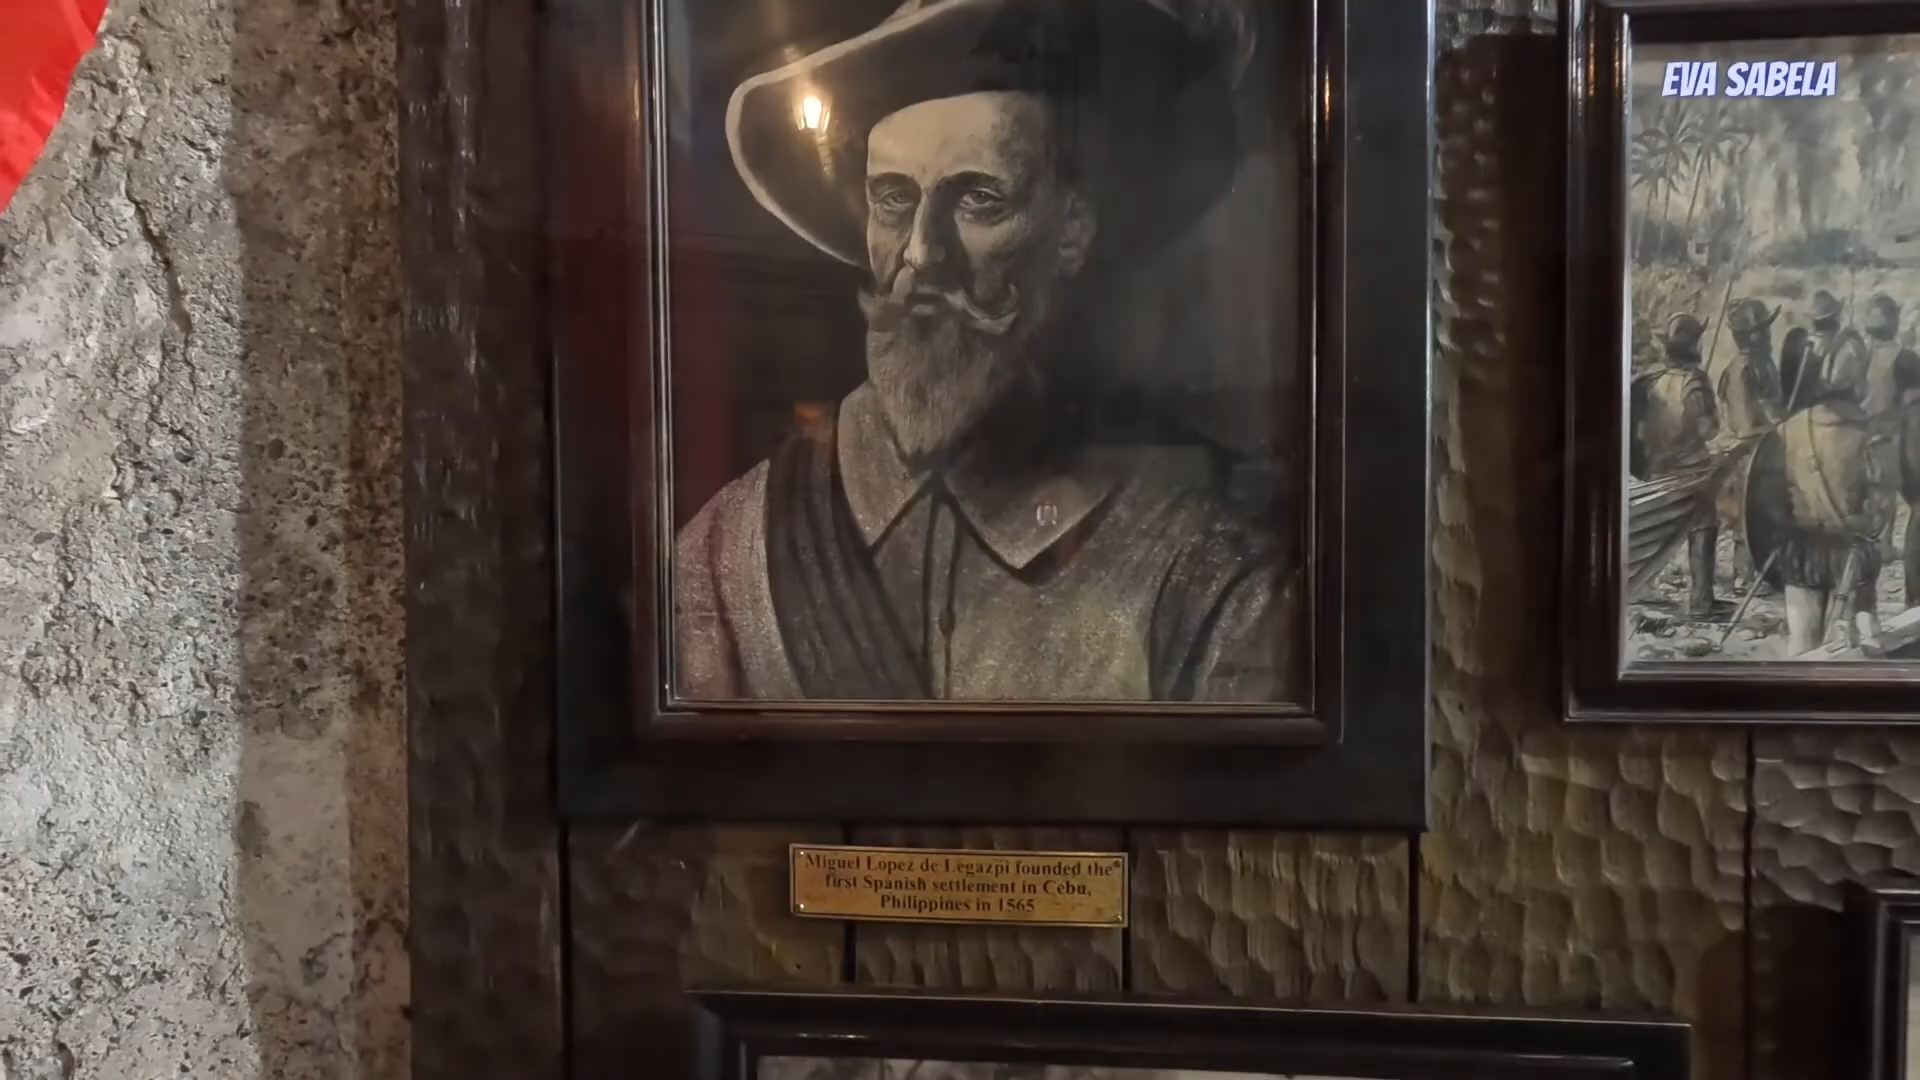 EVA SABELA
Miguel Lopez de Legazpi founded the
first Spanish settlement in Cebu,
Philippines in 1565